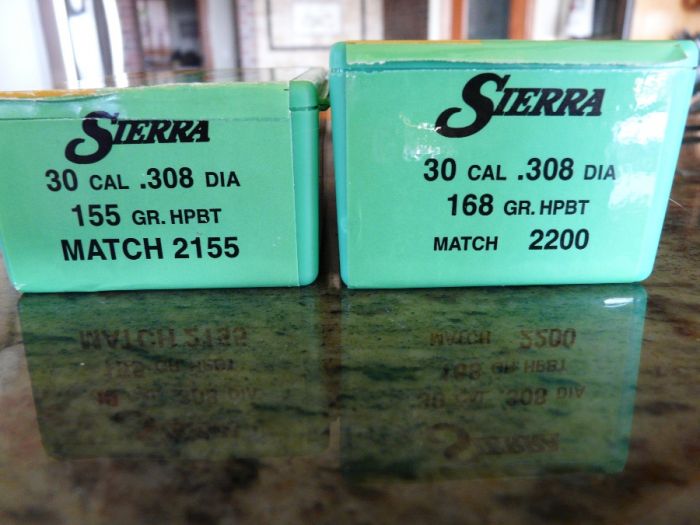 SIERRA
30 CAL .308 DIA
155 GR. HPBT
MATCH 2155
SIERRA
30 CAL .308 DIA
168 GR. HPBT
MATCH 2200